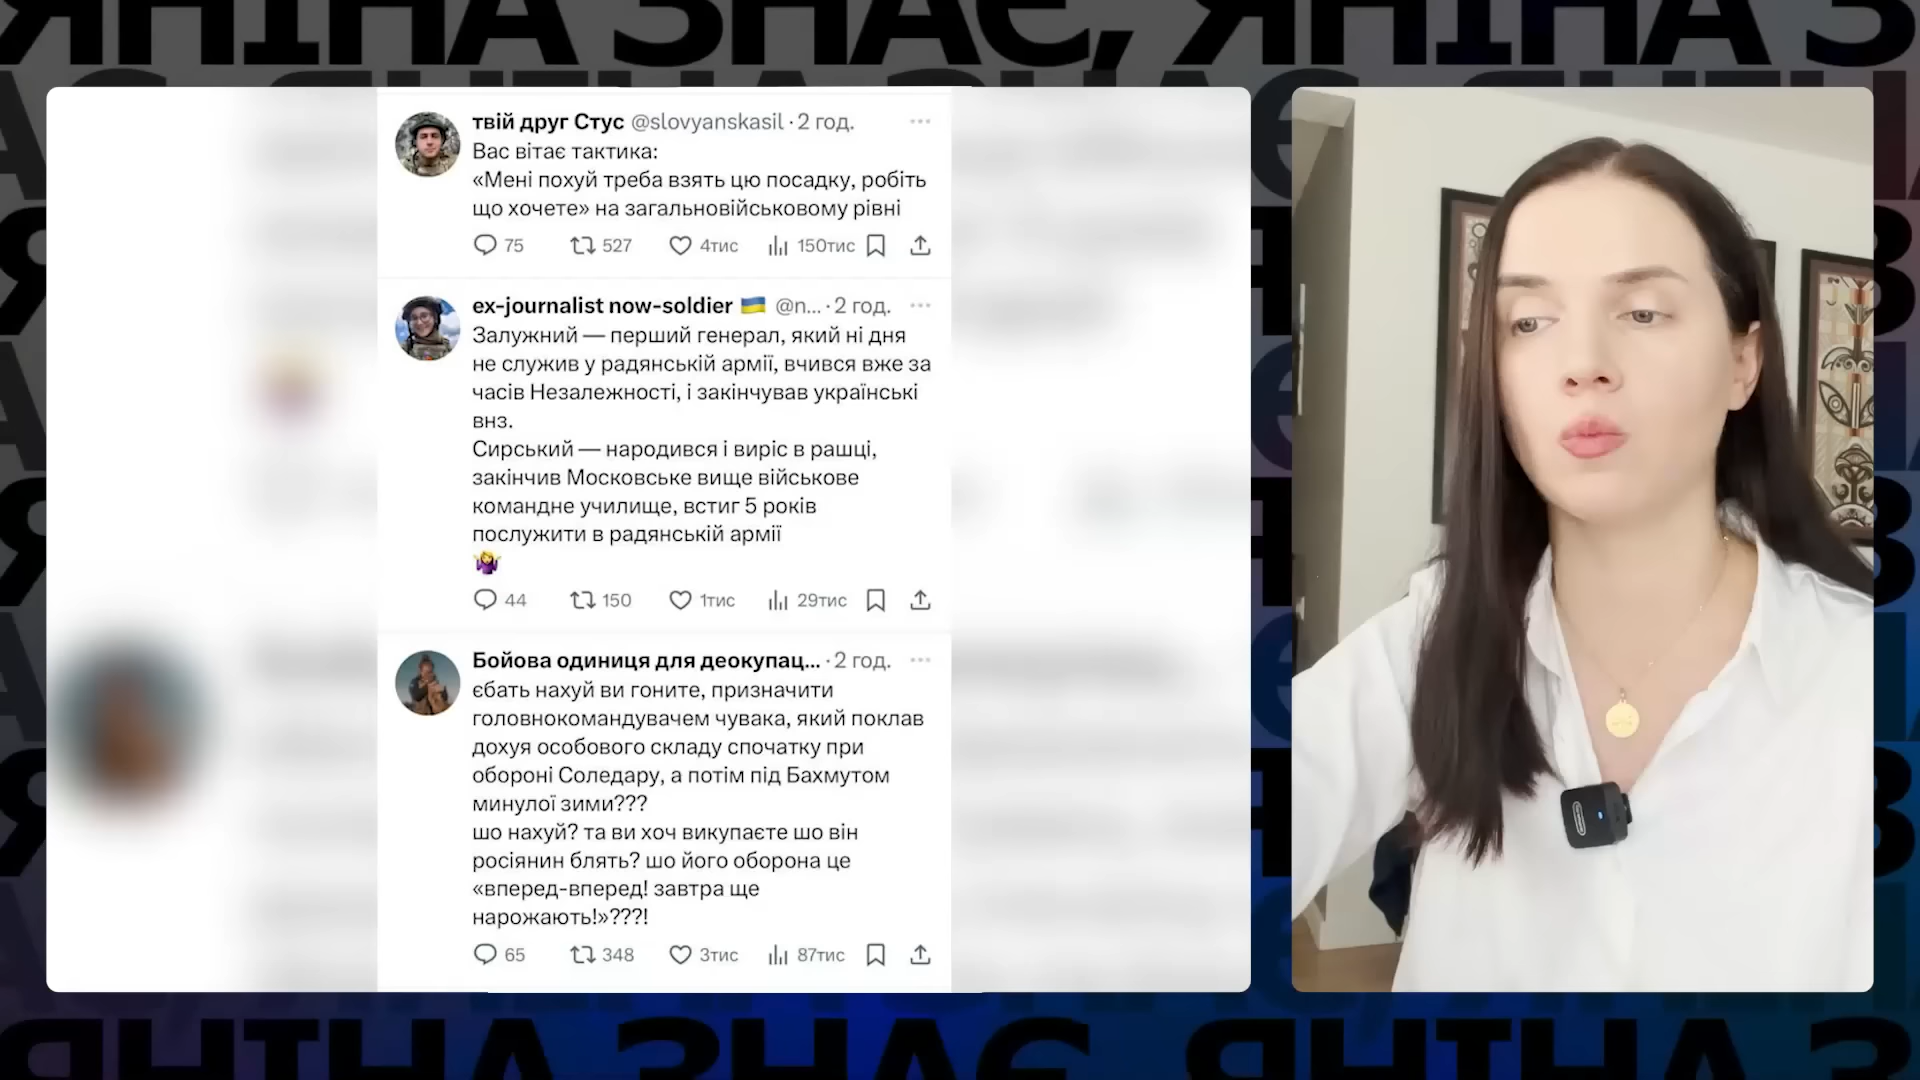 ЯНІНА ЗНАЄ, ЯНІНА З
твій друг Стус @slovyanskasil · 2 год.
Вас вітає тактика:
«Мені похуй треба взять цю посадку, робіть
що хочете» на загальновійськовому рівні
75 527 4тис 150тис
ex-journalist now-soldier 🇺🇦 @n... · 2 год.
Залужний — перший генерал, який ні дня
не служив у радянській армії, вчився вже за
часів Незалежності, і закінчував українські
внз.
Сирський — народився і виріс в рашці,
закінчив Московське вище військове
командне училище, встиг 5 років
послужити в радянській армії
🤷‍♀️
44 150 1тис 29тис
Бойова одиниця для деокупац... · 2 год.
єбать нахуй ви гоните, призначити
головнокомандувачем чувака, який поклав
дохуя особового складу спочатку при
обороні Соледару, а потім під Бахмутом
минулої зими???
шо нахуй? та ви хоч викупаєте шо він
росіянин блять? шо його оборона це
«вперед-вперед! завтра ще
нарожають!»???!
65 348 3тис 87тис
ЯНІНА ЗНАЄ, ЯНІНА З